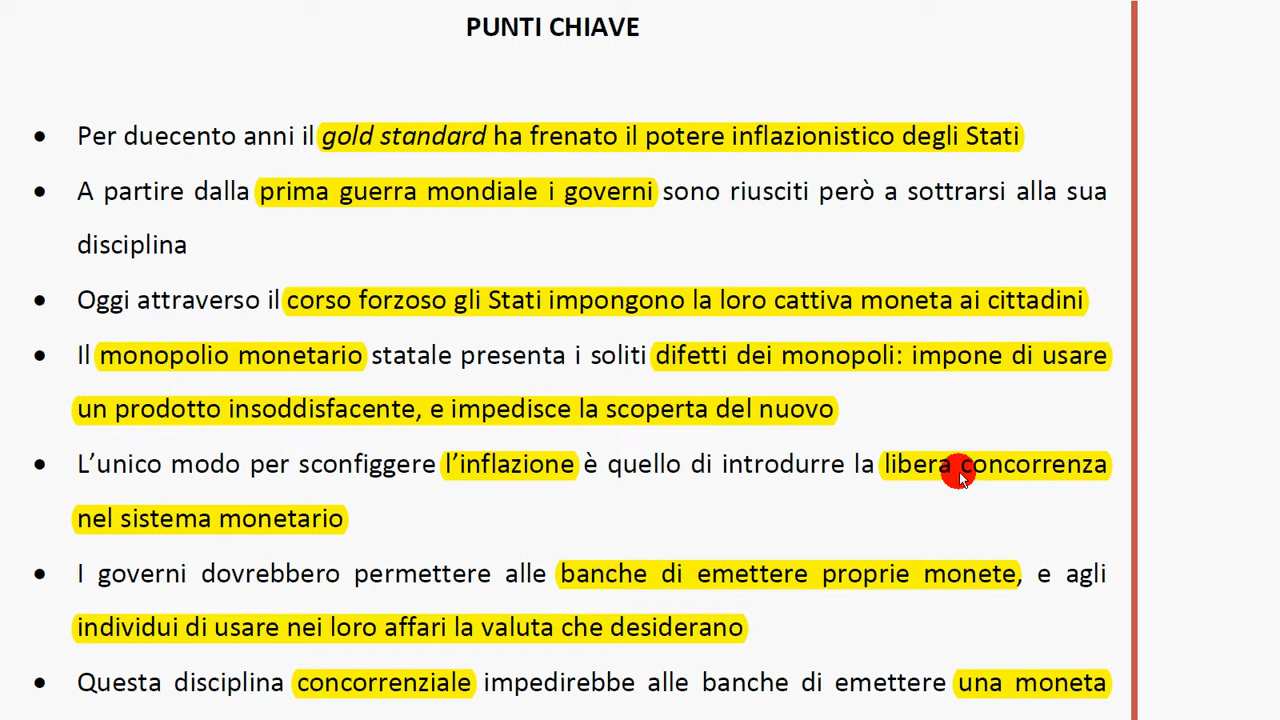 PUNTI CHIAVE
• Per duecento anni il gold standard ha frenato il potere inflazionistico degli Stati
• A partire dalla prima guerra mondiale i governi sono riusciti però a sottrarsi alla sua
disciplina
• Oggi attraverso il corso forzoso gli Stati impongono la loro cattiva moneta ai cittadini
• Il monopolio monetario statale presenta i soliti difetti dei monopoli: impone di usare
un prodotto insoddisfacente, e impedisce la scoperta del nuovo
• L’unico modo per sconfiggere l’inflazione è quello di introdurre la libera concorrenza
nel sistema monetario
• I governi dovrebbero permettere alle banche di emettere proprie monete, e agli
individui di usare nei loro affari la valuta che desiderano
• Questa disciplina concorrenziale impedirebbe alle banche di emettere una moneta